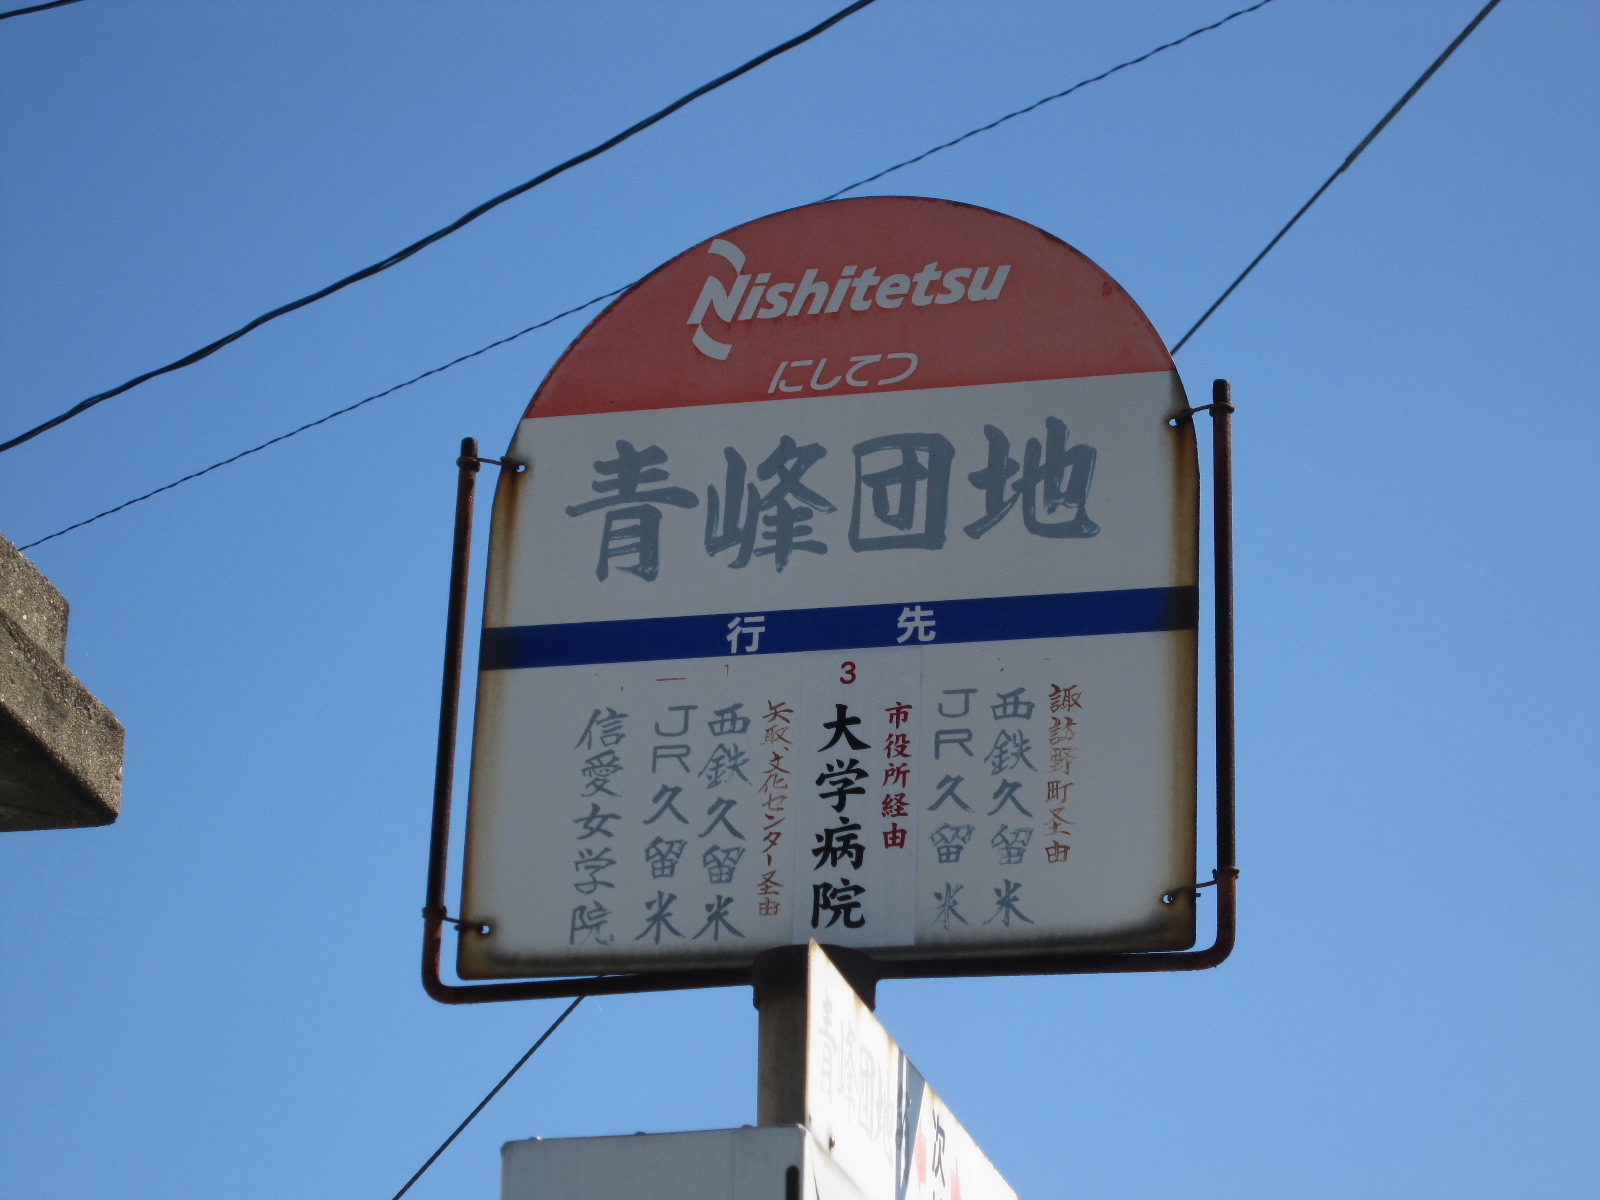 Nishitetsu
にしてつ
青峰団地
行先
諏訪野町圣由
西鉄久留米
JR久留米
市役所経由
3
大学病院
矢取、文化センター圣由
西鉄久留米
JR久留米
信愛女学院
青峰団地
次